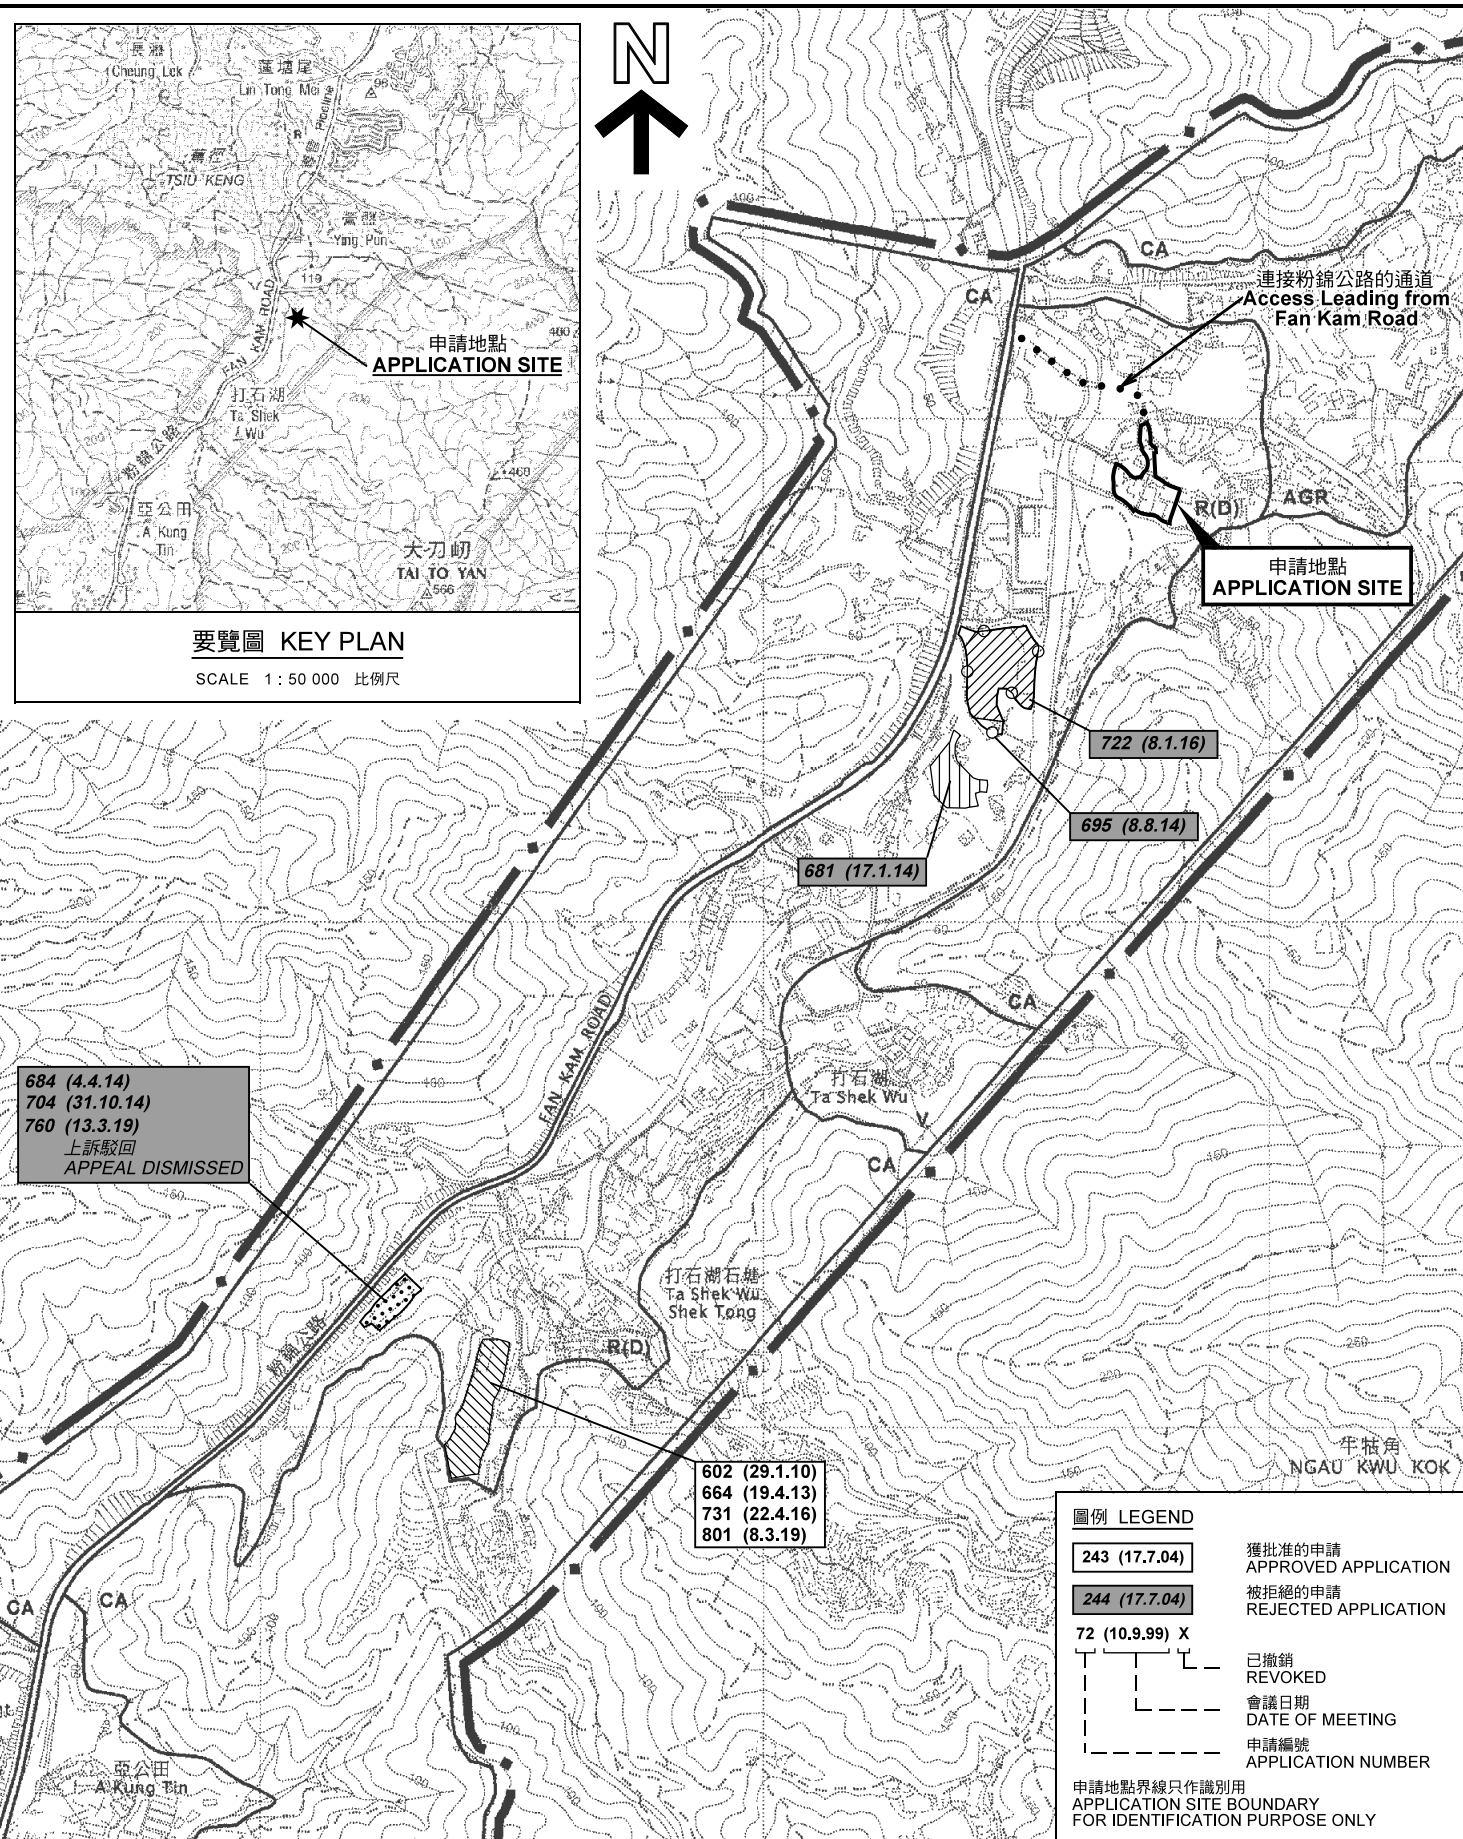 長瀝
Cheung Lek
蓮塘尾
Lin Tong Mei
Pipeline
98
R
蕉徑
TSIU KENG
營盤
Ying Pun
119
FAN KAM ROAD
申請地點
APPLICATION SITE
打石湖
Ta Shek
Wu
粉錦公路
亞公田
A Kung
Tin
大刀屻
TAI TO YAN
566
460
要覽圖 KEY PLAN
SCALE 1 : 50 000 比例尺
N
CA
CA
連接粉錦公路的通道
Access Leading from
Fan Kam Road
R(D)
AGR
申請地點
APPLICATION SITE
722 (8.1.16)
695 (8.8.14)
681 (17.1.14)
CA
FAN KAM ROAD
打石湖
Ta Shek Wu
V
CA
684 (4.4.14)
704 (31.10.14)
760 (13.3.19)
上訴駁回
APPEAL DISMISSED
打石湖石塘
Ta Shek Wu
Shek Tong
R(D)
粉錦公路
602 (29.1.10)
664 (19.4.13)
731 (22.4.16)
801 (8.3.19)
牛牯角
NGAU KWU KOK
CA
CA
亞公田
A Kung Tin
圖例 LEGEND
243 (17.7.04)
獲批准的申請
APPROVED APPLICATION
244 (17.7.04)
被拒絕的申請
REJECTED APPLICATION
72 (10.9.99) X
已撤銷
REVOKED
會議日期
DATE OF MEETING
申請編號
APPLICATION NUMBER
申請地點界線只作識別用
APPLICATION SITE BOUNDARY
FOR IDENTIFICATION PURPOSE ONLY